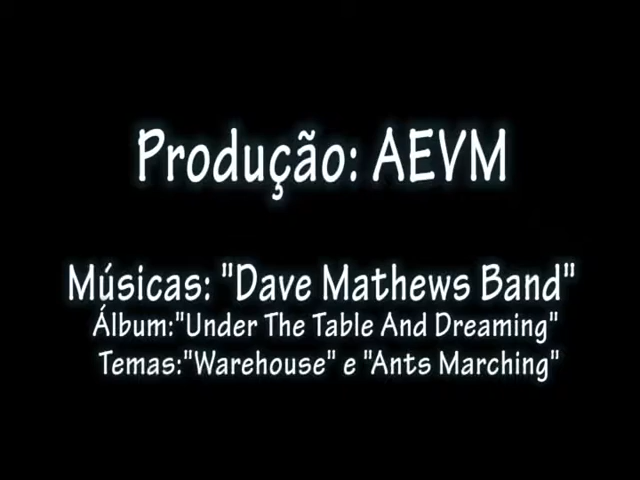 Produção: AEVM
Músicas: "Dave Mathews Band"
Álbum:"Under The Table And Dreaming"
Temas:"Warehouse" e "Ants Marching"